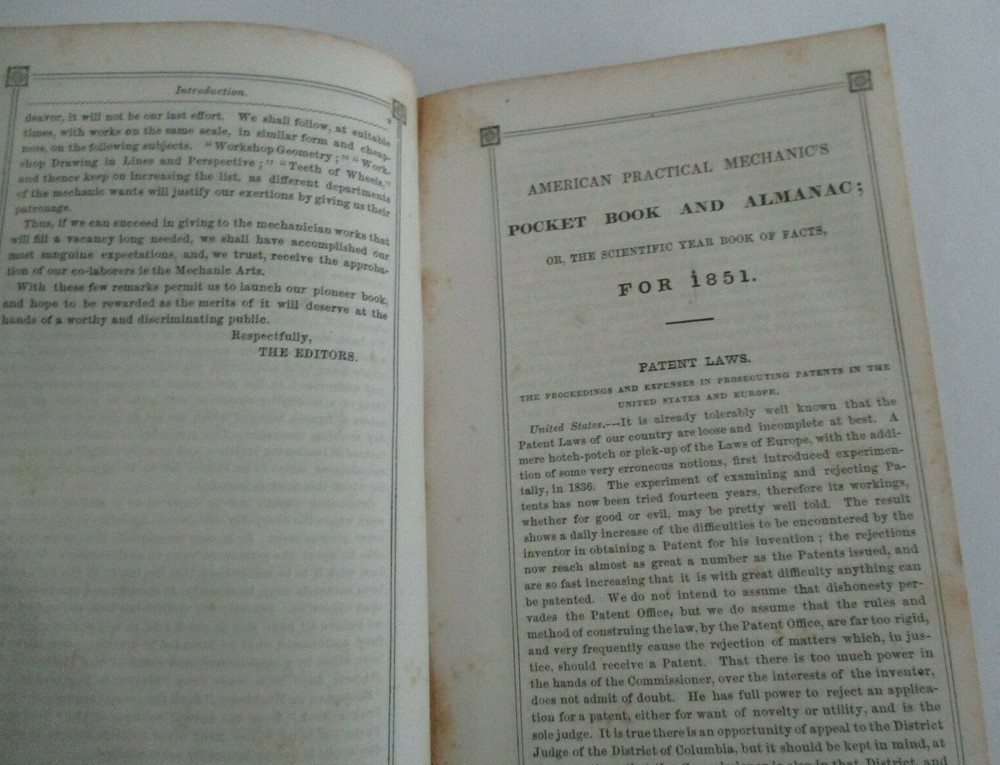 Introduction.
deavor, it will not be our last effort. We shall follow, at suitable
times, with works on the same scale, in similar form and cheap-
ness, on the following subjects. "Workshop Geometry;" "Work-
shop Drawing in Lines and Perspective;" "Teeth of Wheels,"
and thence keep on increasing the list, as different departments
of the mechanic wants will justify our exertions by giving us their
patronage.
Thus, if we can succeed in giving to the mechanician works that
will fill a vacancy long needed, we shall have accomplished our
most sanguine expectations, and, we trust, receive the approba-
tion of our co-laborers in the Mechanic Arts.
With these few remarks permit us to launch our pioneer book,
and hope to be rewarded as the merits of it will deserve at the
hands of a worthy and discriminating public.
Respectfully,
THE EDITORS.
AMERICAN PRACTICAL MECHANIC'S
POCKET BOOK AND ALMANAC;
OR, THE SCIENTIFIC YEAR BOOK OF FACTS,
FOR 1851.
PATENT LAWS.
THE PROCEEDINGS AND EXPENSES IN PROSECUTING PATENTS IN THE
UNITED STATES AND EUROPE.
United States.—It is already tolerably well known that the
Patent Laws of our country are loose and incomplete at best. A
mere hotch-potch or pick-up of the Laws of Europe, with the addi-
tion of some very erroneous notions, first introduced experimen-
tally, in 1836. The experiment of examining and rejecting Pa-
tents has now been tried fourteen years, therefore its workings,
whether for good or evil, may be pretty well told. The result
shows a daily increase of the difficulties to be encountered by the
inventor in obtaining a Patent for his invention; the rejections
now reach almost as great a number as the Patents issued, and
are so fast increasing that it is with great difficulty anything can
be patented. We do not intend to assume that dishonesty per-
vades the Patent Office, but we do assume that the rules and
method of construing the law, by the Patent Office, are far too rigid,
and very frequently cause the rejection of matters which, in jus-
tice, should receive a Patent. That there is too much power in
the hands of the Commissioner, over the interests of the inventor,
does not admit of doubt. He has full power to reject an applica-
tion for a patent, either for want of novelty or utility, and is the
sole judge. It is true there is an opportunity of appeal to the District
Judge of the District of Columbia, but it should be kept in mind, at
is also in that District, and